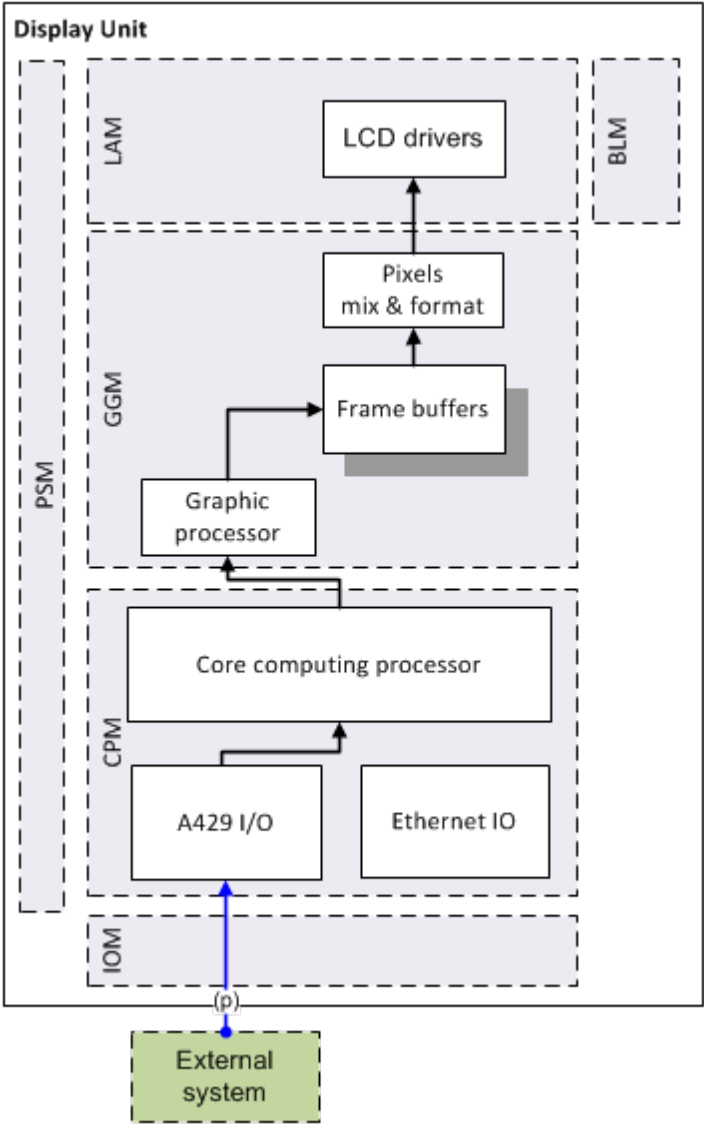 Display Unit
PSM
LAM
LCD drivers
BLM
GGM
Pixels
mix & format
Frame buffers
Graphic
processor
CPM
Core computing processor
A429 I/O
Ethernet IO
IOM
(p)
External
system